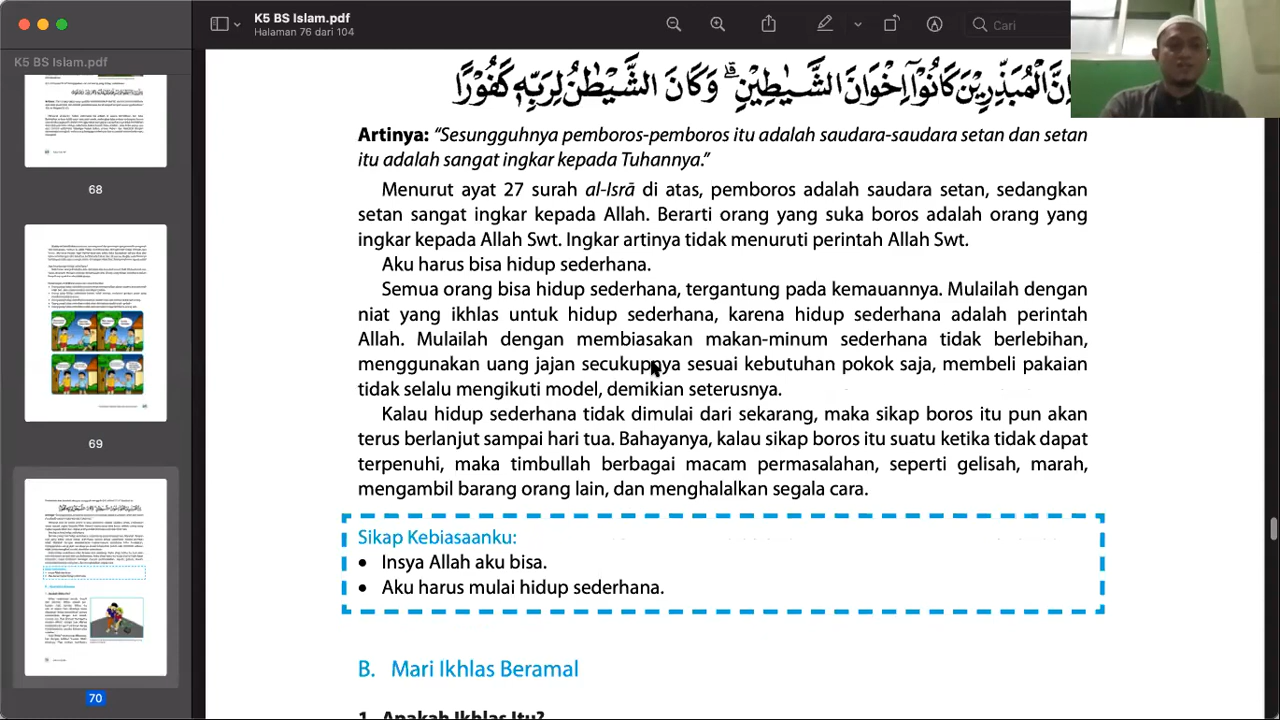 K5 BS Islam.pdf
Halaman 76 dari 104
Cari
K5 BS Islam.pdf
68
69
70
الْمُبَذِّرِيْنَ كَانُوْٓا اِخْوَانَ الشَّيٰطِيْنِ ۗ وَكَانَ الشَّيْطٰنُ لِرَبِّهٖ كَفُوْرًا
Artinya: “Sesungguhnya pemboros-pemboros itu adalah saudara-saudara setan dan setan
itu adalah sangat ingkar kepada Tuhannya.”
Menurut ayat 27 surah al-Isrā di atas, pemboros adalah saudara setan, sedangkan
setan sangat ingkar kepada Allah. Berarti orang yang suka boros adalah orang yang
ingkar kepada Allah Swt. Ingkar artinya tidak menuruti perintah Allah Swt.
Aku harus bisa hidup sederhana.
Semua orang bisa hidup sederhana, tergantung pada kemauannya. Mulailah dengan
niat yang ikhlas untuk hidup sederhana, karena hidup sederhana adalah perintah
Allah. Mulailah dengan membiasakan makan-minum sederhana tidak berlebihan,
menggunakan uang jajan secukupnya sesuai kebutuhan pokok saja, membeli pakaian
tidak selalu mengikuti model, demikian seterusnya.
Kalau hidup sederhana tidak dimulai dari sekarang, maka sikap boros itu pun akan
terus berlanjut sampai hari tua. Bahayanya, kalau sikap boros itu suatu ketika tidak dapat
terpenuhi, maka timbullah berbagai macam permasalahan, seperti gelisah, marah,
mengambil barang orang lain, dan menghalalkan segala cara.
Sikap Kebiasaanku:
• Insya Allah aku bisa.
• Aku harus mulai hidup sederhana.
B. Mari Ikhlas Beramal
1. Apakah Ikhlas Itu?